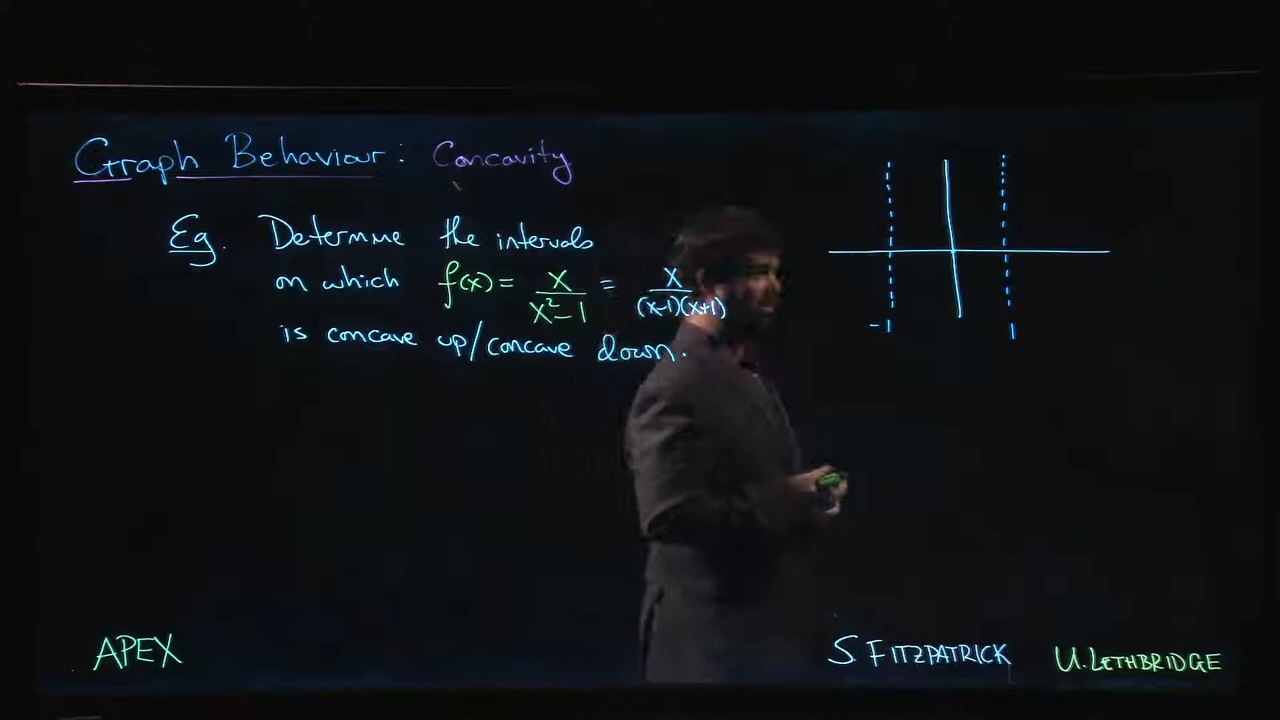 Graph Behaviour: Concavity
Eg. Determine the intervals
on which f(x) = x/(x²-1) = x/((x-1)(x+1))
is concave up/concave down.
-1 1
APEX
S FITZPATRICK U. LETHBRIDGE